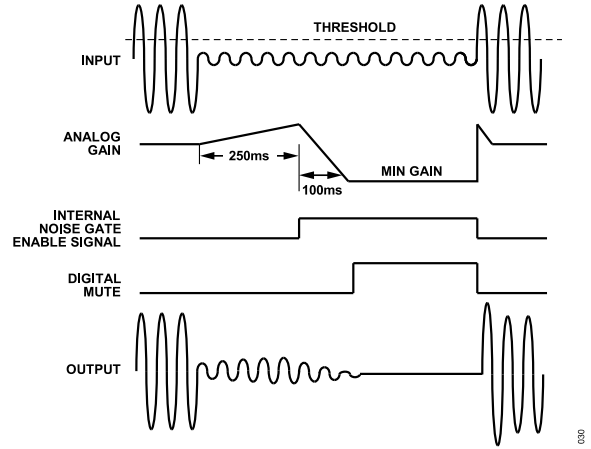 THRESHOLD
INPUT
ANALOG
GAIN
250ms
100ms
MIN GAIN
INTERNAL
NOISE GATE
ENABLE SIGNAL
DIGITAL
MUTE
OUTPUT
030